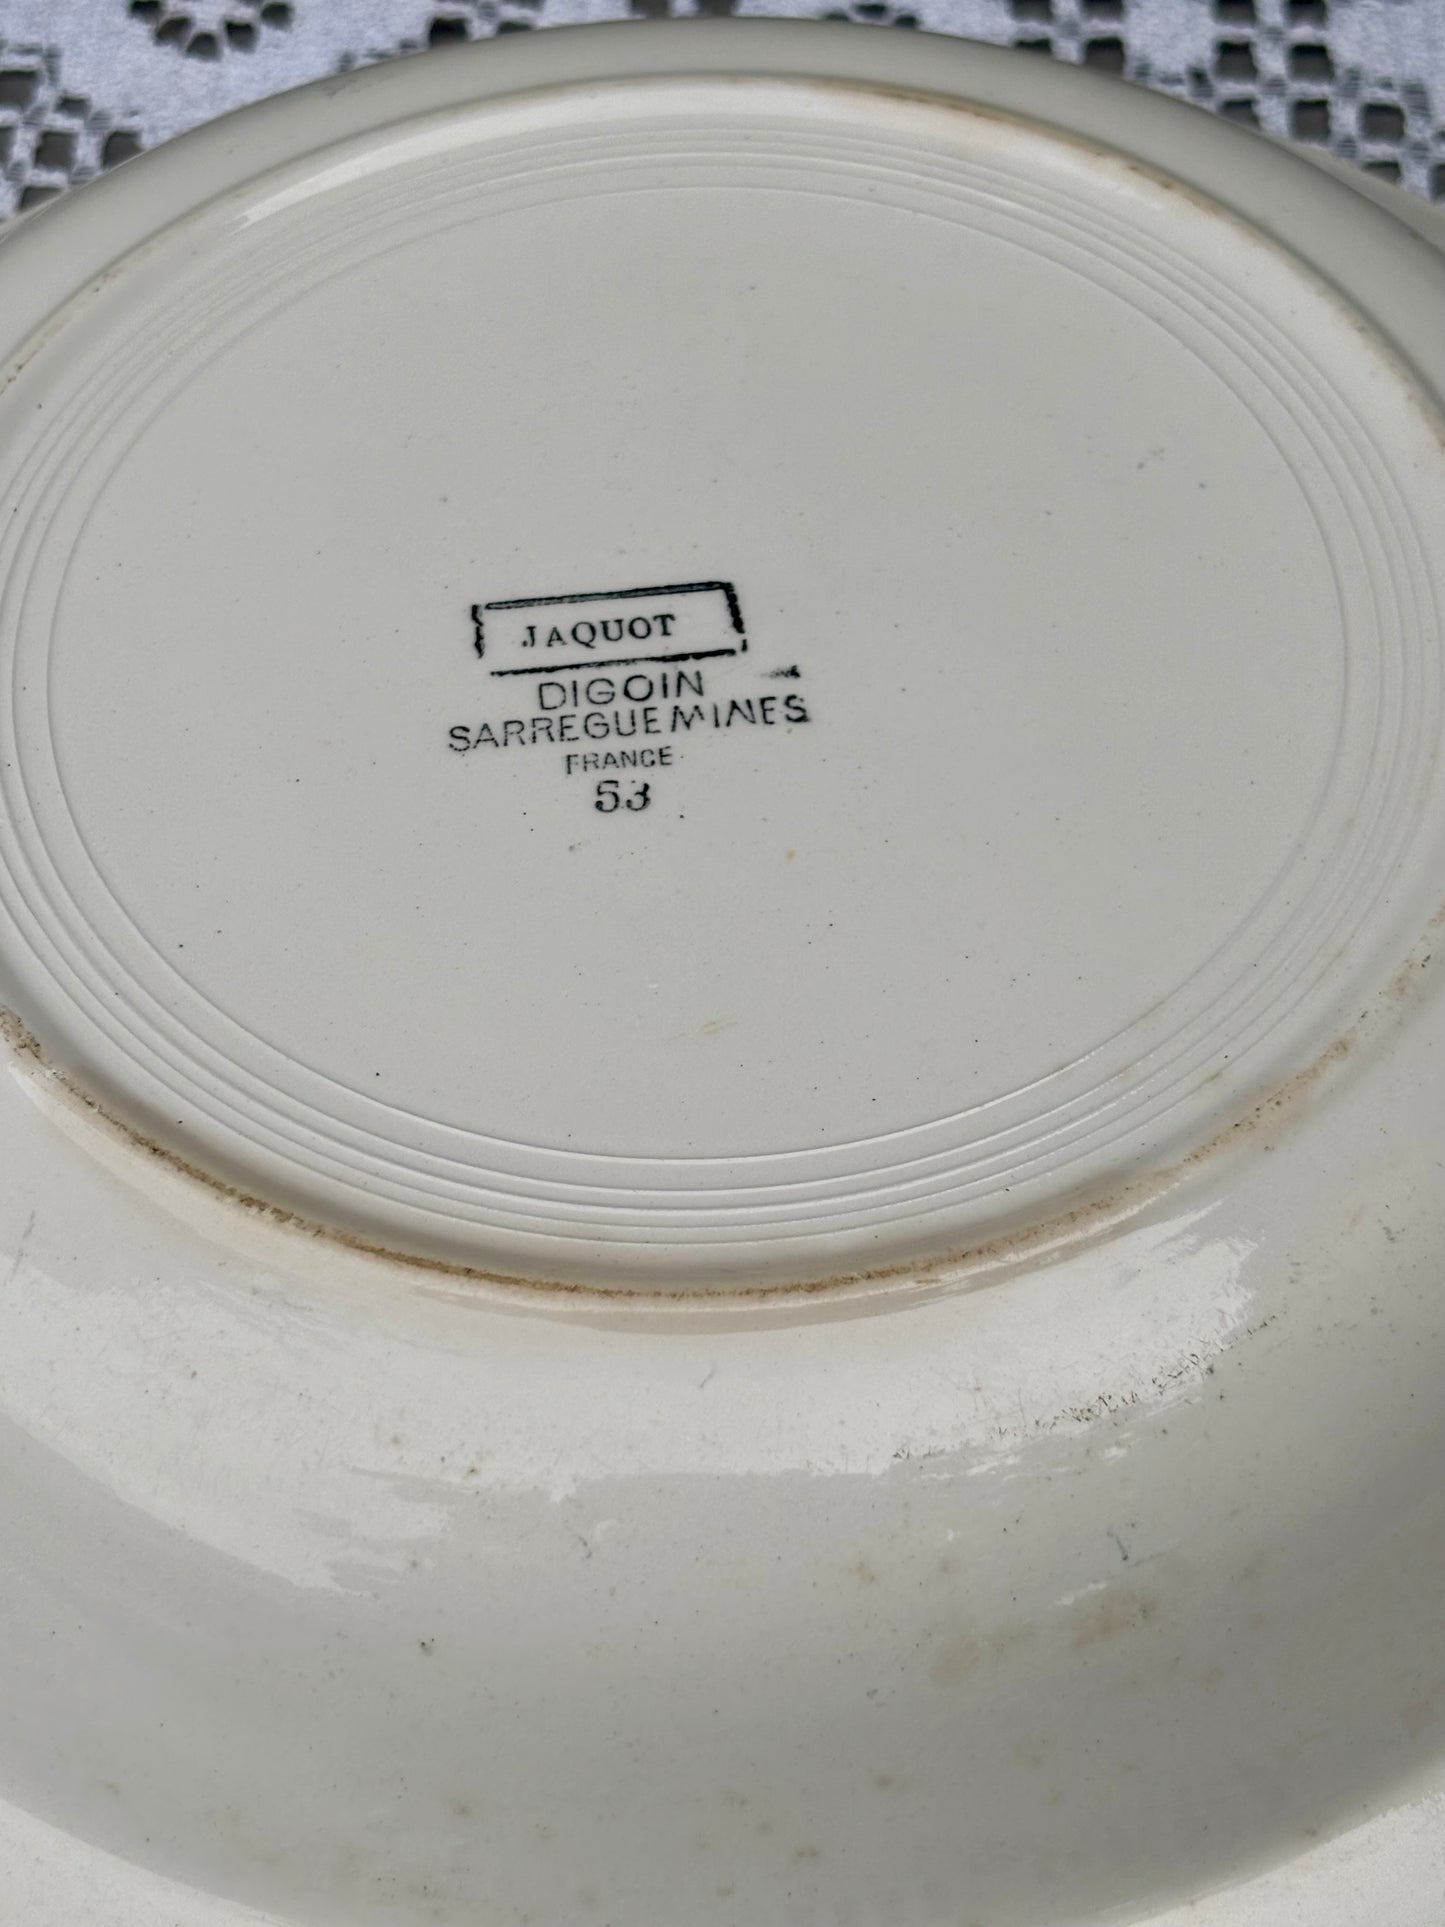 JAQUOT
DIGOIN
SARREGUEMINES
FRANCE
53